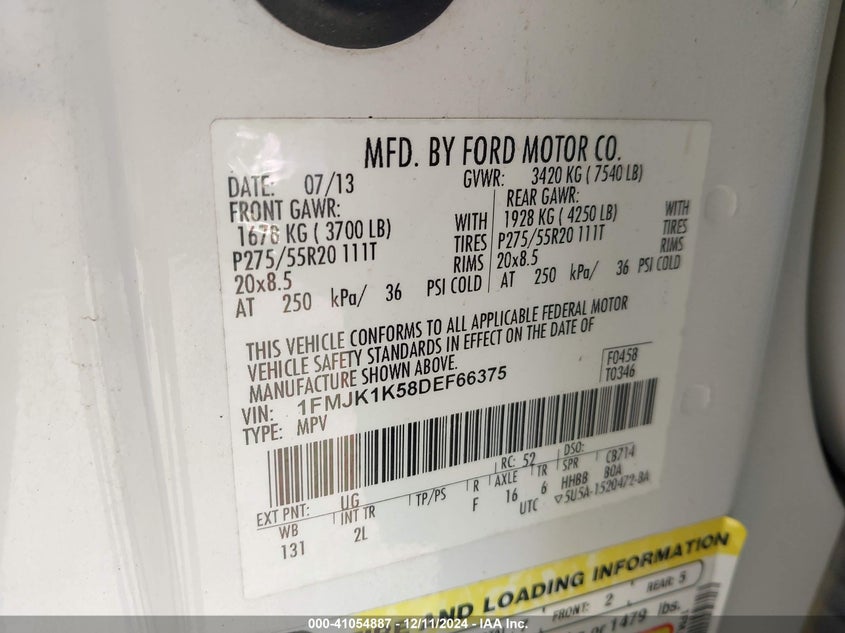 MFD. BY FORD MOTOR CO.
DATE: 07/13 GVWR: 3420 KG ( 7540 LB)
FRONT GAWR: REAR GAWR:
1678 KG ( 3700 LB) WITH 1928 KG ( 4250 LB) WITH
P275/55R20 111T TIRES P275/55R20 111T TIRES
20x8.5 RIMS 20x8.5 RIMS
AT 250 kPa/ 36 PSI COLD AT 250 kPa/ 36 PSI COLD
THIS VEHICLE CONFORMS TO ALL APPLICABLE FEDERAL MOTOR
VEHICLE SAFETY STANDARDS IN EFFECT ON THE DATE OF
MANUFACTURE SHOWN ABOVE.
F0458
T0346
VIN: 1FMJK1K58DEF66375
TYPE: MPV
EXT PNT: UG RC: 52 DSO:
WB INT TR TP/PS R AXLE TR SPR CB714
131 2L F 16 6 HHBB BOA
UTC ▽5U5A-1520472-BA
AND LOADING INFORMATION
FRONT: 2 REAR: 5
1479 lbs.
000-41054887 - 12/11/2024 - IAA Inc.